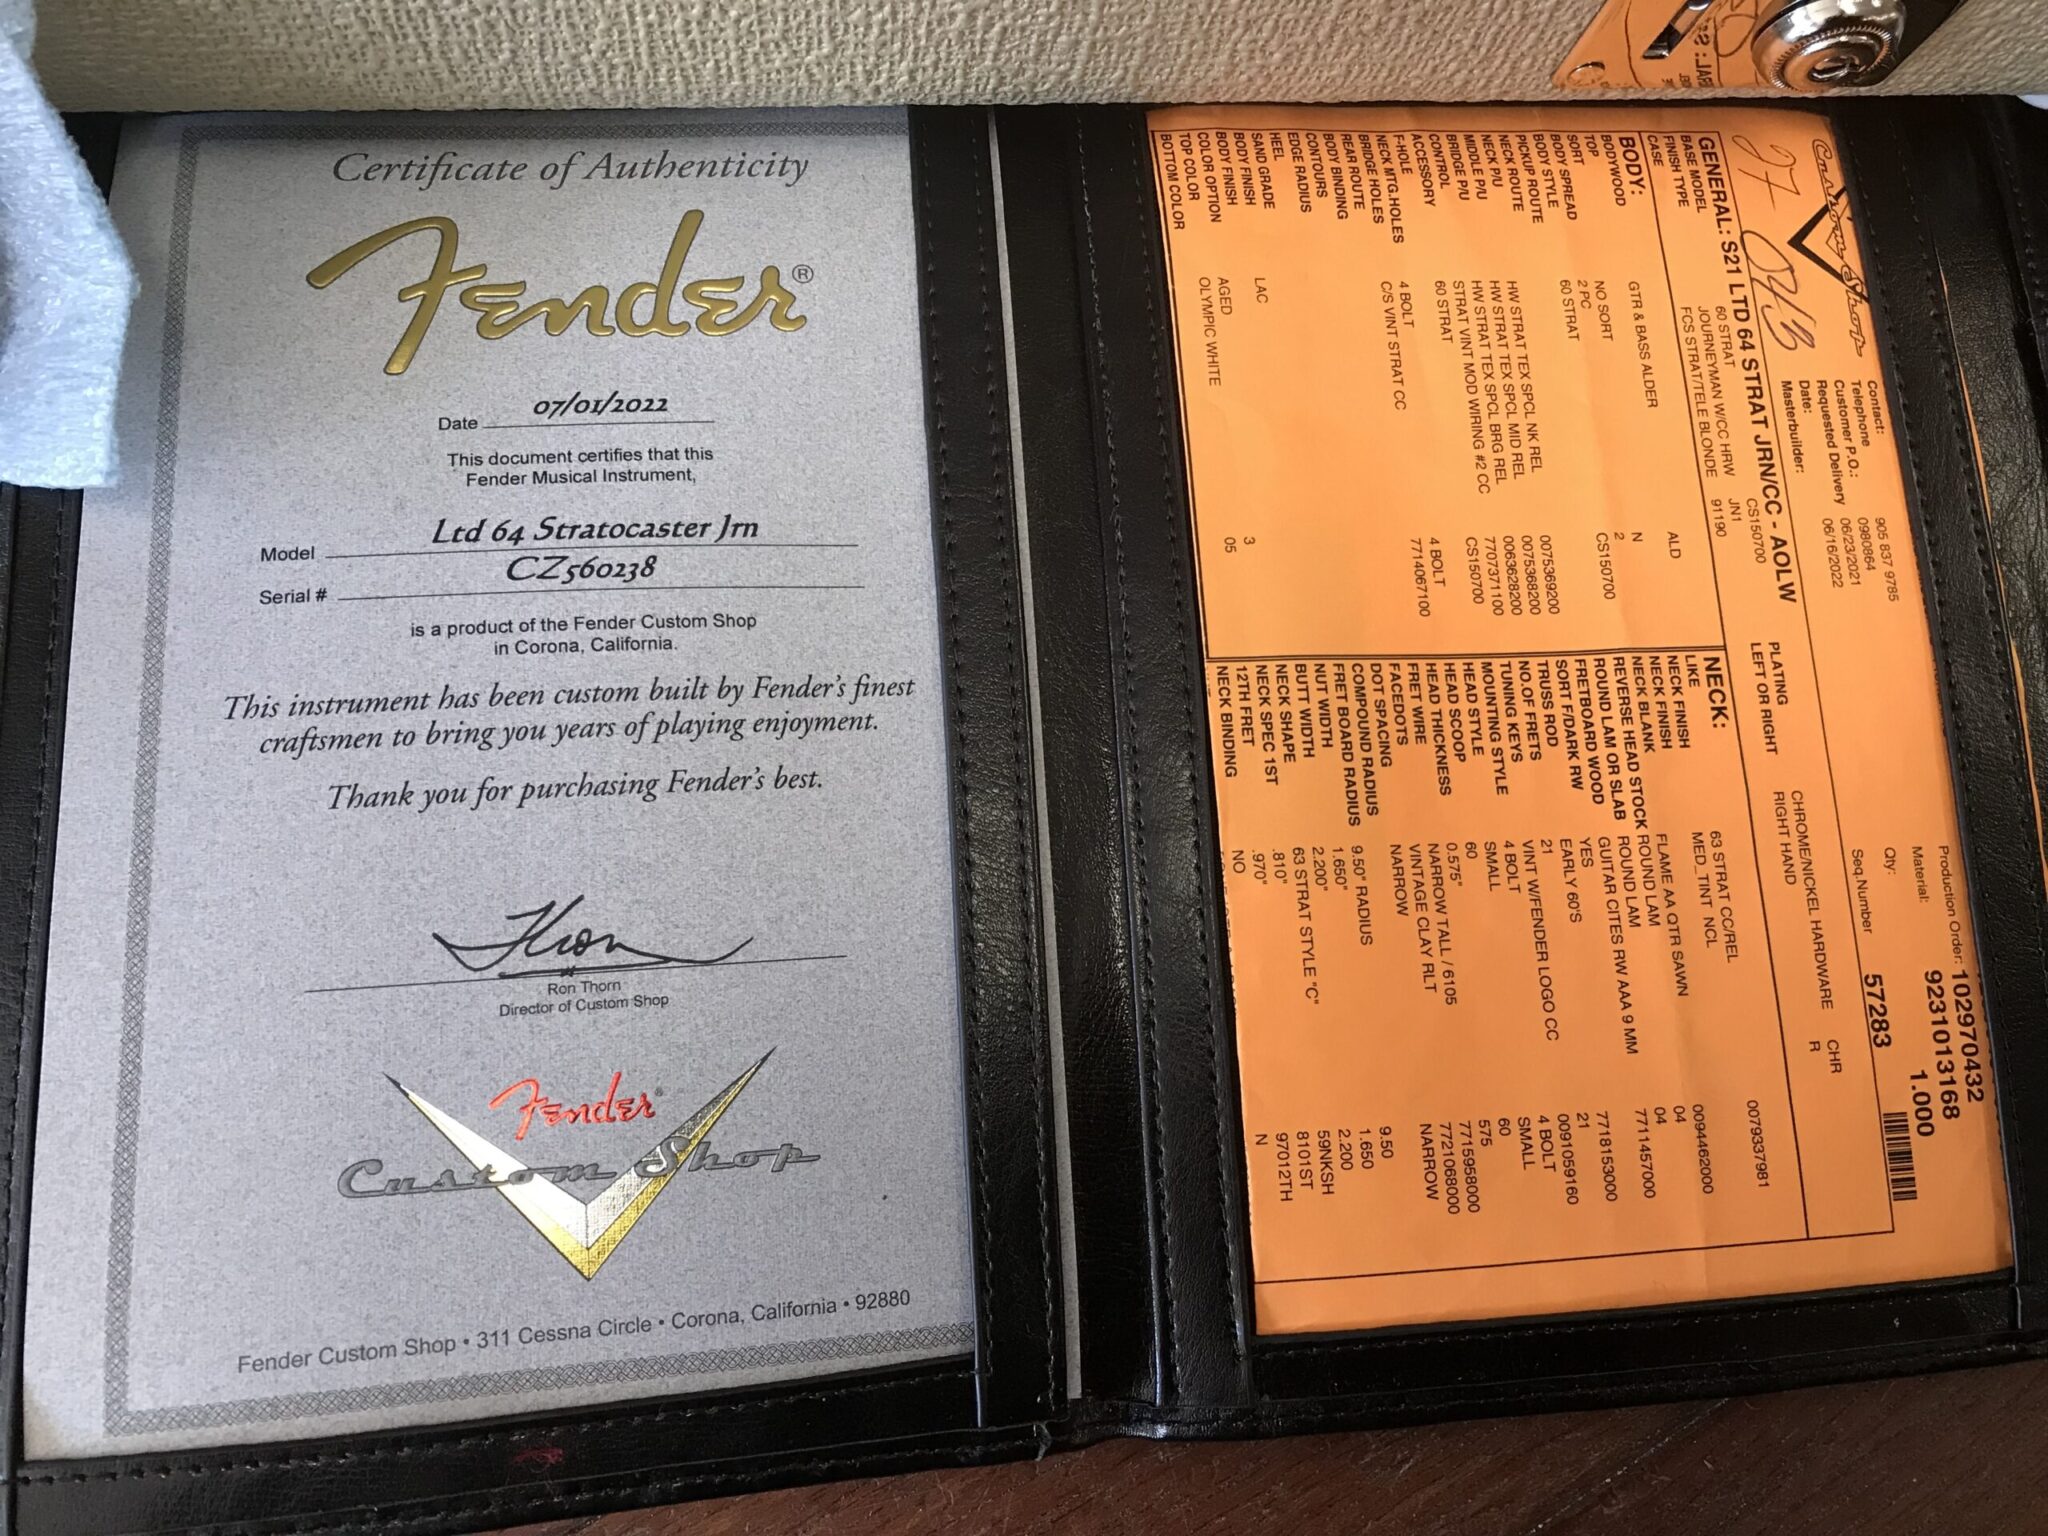 Certificate of Authenticity
Fender®
Date 07/01/2022
This document certifies that this
Fender Musical Instrument,
Model Ltd 64 Stratocaster Jrn
Serial # CZ560238
is a product of the Fender Custom Shop
in Corona, California.
This instrument has been custom built by Fender's finest
craftsmen to bring you years of playing enjoyment.
Thank you for purchasing Fender's best.
Ron Thorn
Director of Custom Shop
Fender®
Custom Shop
Fender Custom Shop • 311 Cessna Circle • Corona, California • 92880
Custom Shop
Contact:
Telephone 905 837 9785
Customer P.O.: 0980864
Requested Delivery 06/23/2021
Date: 06/16/2022
Masterbuilder:
Production Order: 102970432
Material: 9231013168
Qty: 1.000
Seq.Number 57283
GENERAL: S21 LTD 64 STRAT JRN/CC - AOLW
BASE MODEL 60 STRAT CS150700
FINISH TYPE JOURNEYMAN W/CC HRW JN1
CASE FCS STRAT/TELE BLONDE 91190
PLATING CHROME/NICKEL HARDWARE CHR
LEFT OR RIGHT RIGHT HAND R
0079337981
BODY:
BODYWOOD GTR & BASS ALDER ALD
TOP
SORT NO SORT N
BODY SPREAD 2 PC 2
BODY STYLE 60 STRAT CS150700
PICKUP ROUTE
NECK ROUTE
NECK P/U HW STRAT TEX SPCL NK REL 0075369200
MIDDLE P/U HW STRAT TEX SPCL MID REL 0075368200
BRIDGE P/U HW STRAT TEX SPCL BRG REL 0063628200
CONTROL STRAT VINT MOD WIRING #2 CC 7707371100
ACCESSORY 60 STRAT CS150700
F-HOLE
NECK MTG.HOLES 4 BOLT 4 BOLT
BRIDGE HOLES C/S VINT STRAT CC 7714067100
REAR ROUTE
BODY BINDING
CONTOURS
EDGE RADIUS
HEEL
SAND GRADE
BODY FINISH LAC 3
BODY FINISH
COLOR OPTION AGED
TOP COLOR OLYMPIC WHITE 05
BOTTOM COLOR
NECK:
LIKE 63 STRAT CC/REL 0094462000
NECK FINISH MED_TINT NCL 04
NECK FINISH 04
NECK BLANK FLAME AA QTR SAWN 7711457000
REVERSE HEAD STOCK ROUND LAM
ROUND LAM OR SLAB ROUND LAM
FRETBOARD WOOD GUITAR CITES RW AAA 9 MM 7718153000
SORT F/DARK RW YES
TRUSS ROD EARLY 60'S
NO.OF FRETS 21 21
TUNING KEYS VINT W/FENDER LOGO CC 0091059160
MOUNTING STYLE 4 BOLT 4 BOLT
HEAD STYLE SMALL SMALL
HEAD SCOOP 60 60
HEAD THICKNESS 0.575" 575
FRET WIRE NARROW TALL / 6105 7715958000
FACEDOTS VINTAGE CLAY RLT 7721068000
DOT SPACING NARROW NARROW
COMPOUND RADIUS
FRET BOARD RADIUS 9.50" RADIUS 9.50
NUT WIDTH 1.650" 1.650
BUTT WIDTH 2.200" 2.200
NECK SHAPE 63 STRAT STYLE "C" 59NKSH
NECK SPEC 1ST .810" 8101ST
12TH FRET .970" 97012TH
NECK BINDING NO N